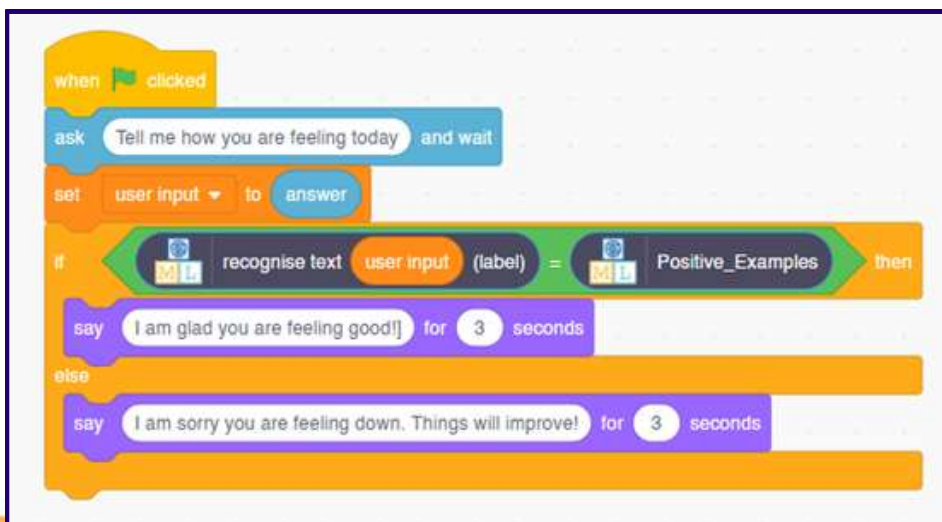 when clicked
ask Tell me how you are feeling today and wait
set user input to answer
if ML recognise text user input (label) = ML Positive_Examples then
say I am glad you are feeling good!] for 3 seconds
else
say I am sorry you are feeling down. Things will improve! for 3 seconds